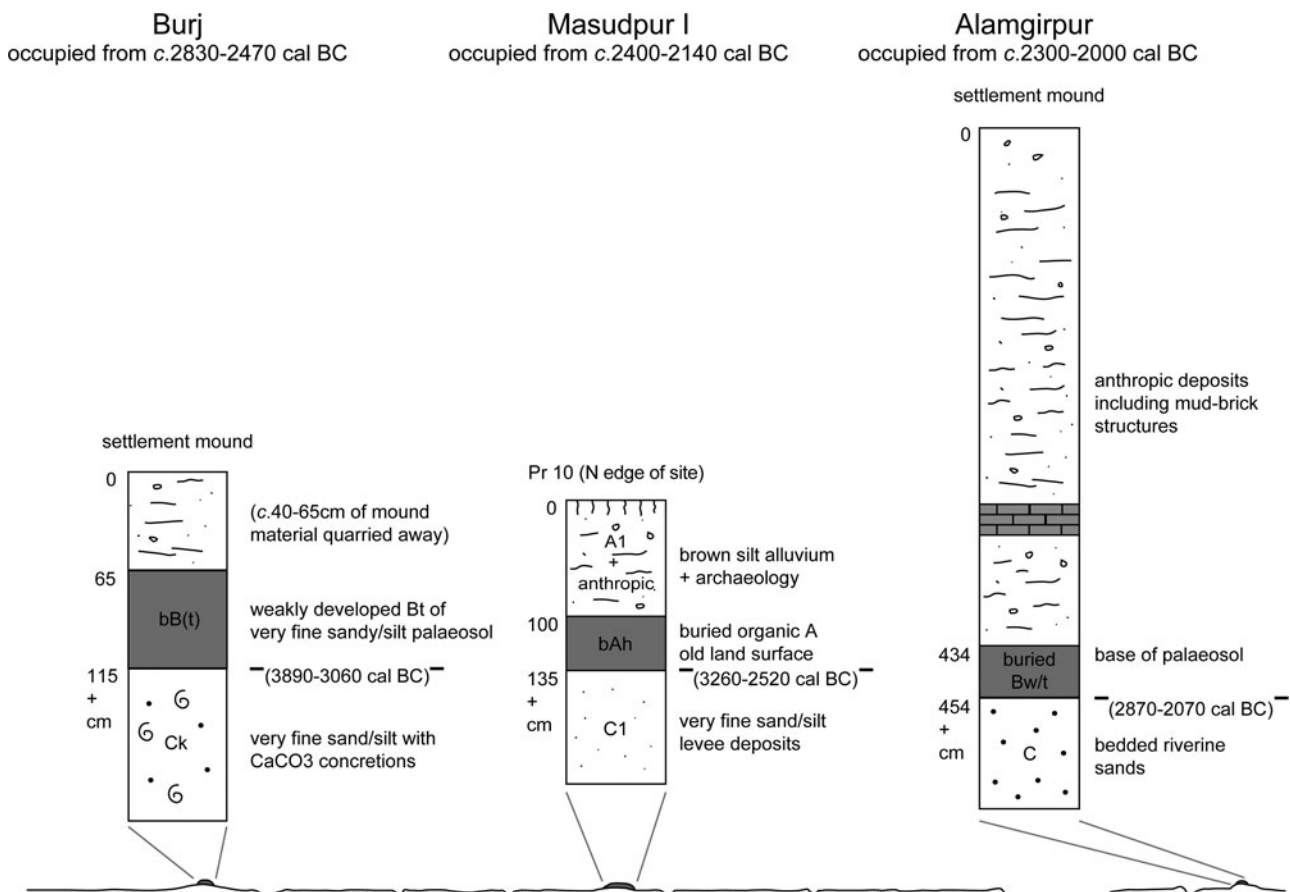 Burj
occupied from c.2830-2470 cal BC
settlement mound
0
(c.40-65cm of mound
material quarried away)
65
bB(t)
weakly developed Bt of
very fine sandy/silt palaeosol
115
+
cm
(3890-3060 cal BC)
Ck
very fine sand/silt with
CaCO3 concretions
Masudpur I
occupied from c.2400-2140 cal BC
Pr 10 (N edge of site)
0
A1
+
anthropic
brown silt alluvium
+ archaeology
100
bAh
buried organic A
old land surface
135
+
cm
(3260-2520 cal BC)
C1
very fine sand/silt
levee deposits
Alamgirpur
occupied from c.2300-2000 cal BC
settlement mound
0
anthropic deposits
including mud-brick
structures
434
buried
Bw/t
base of palaeosol
454
+
cm
(2870-2070 cal BC)
C
bedded riverine
sands